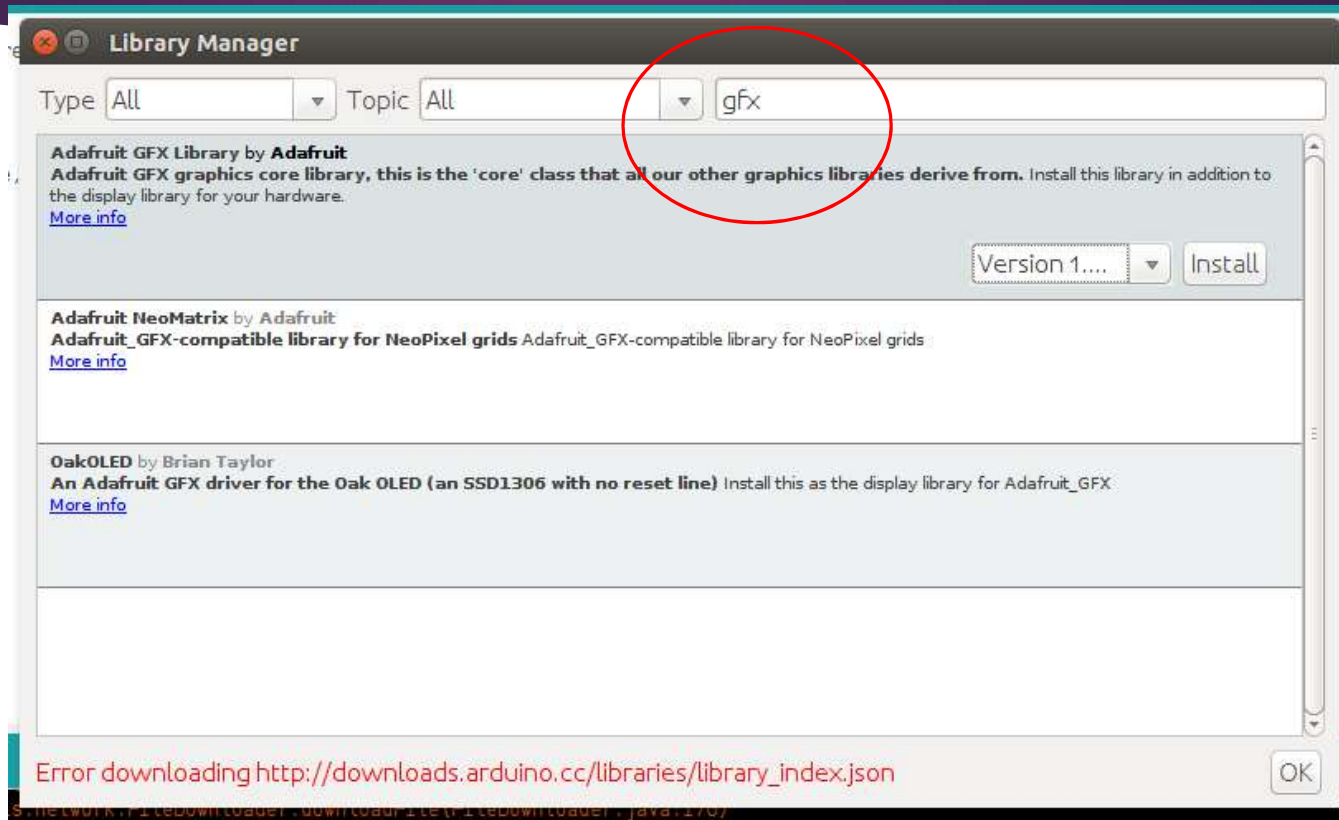 Library Manager
Type All Topic All gfx
Adafruit GFX Library by Adafruit
Adafruit GFX graphics core library, this is the 'core' class that all our other graphics libraries derive from. Install this library in addition to
the display library for your hardware.
More info
Version 1.... Install
Adafruit NeoMatrix by Adafruit
Adafruit_GFX-compatible library for NeoPixel grids Adafruit_GFX-compatible library for NeoPixel grids
More info
OakOLED by Brian Taylor
An Adafruit GFX driver for the Oak OLED (an SSD1306 with no reset line) Install this as the display library for Adafruit_GFX
More info
Error downloading http://downloads.arduino.cc/libraries/library_index.json
OK